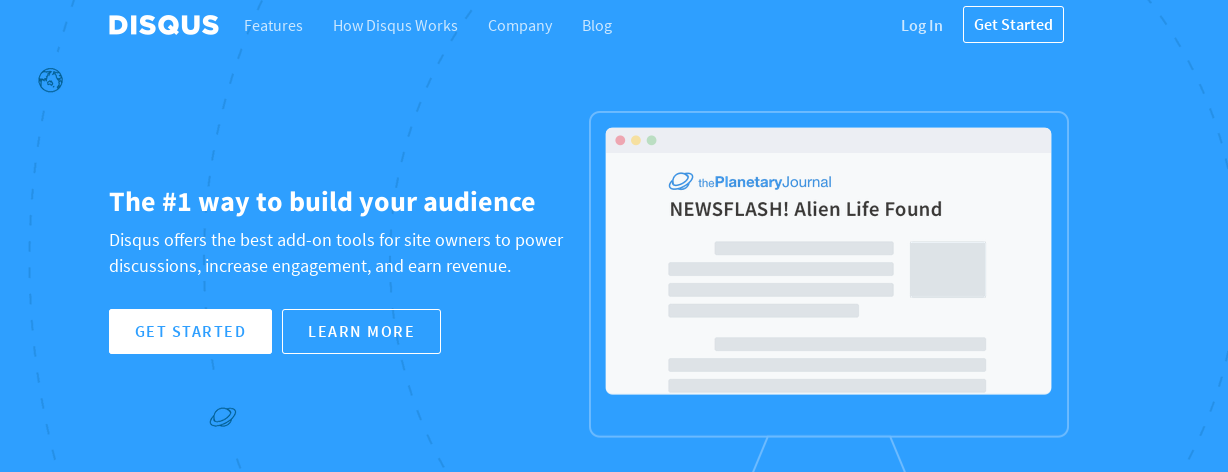 DISQUS Features How Disqus Works Company Blog Log In Get Started
The #1 way to build your audience
Disqus offers the best add-on tools for site owners to power
discussions, increase engagement, and earn revenue.
GET STARTED LEARN MORE
thePlanetaryJournal
NEWSFLASH! Alien Life Found